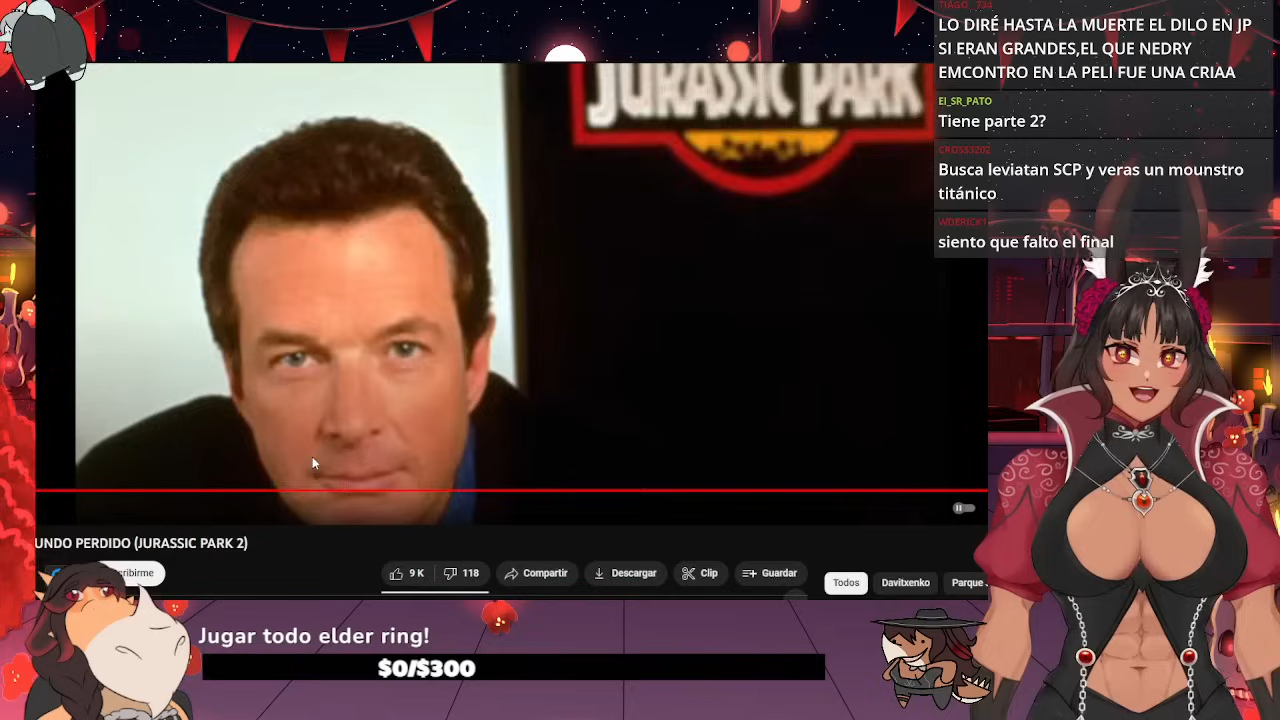 JURASSIC PARK
UNDO PERDIDO (JURASSIC PARK 2)
cribirme
9 K
118
Compartir
Descargar
Clip
Guardar
Todos
Davitxenko
Parque
Jugar todo elder ring!
$0/$300
TIAGO_734
LO DIRÉ HASTA LA MUERTE EL DILO EN JP
SI ERAN GRANDES,EL QUE NEDRY
EMCONTRO EN LA PELI FUE UNA CRIAA
El_SR_PATO
Tiene parte 2?
CROSS3202
Busca leviatan SCP y veras un mounstro
titánico
siento que falto el final